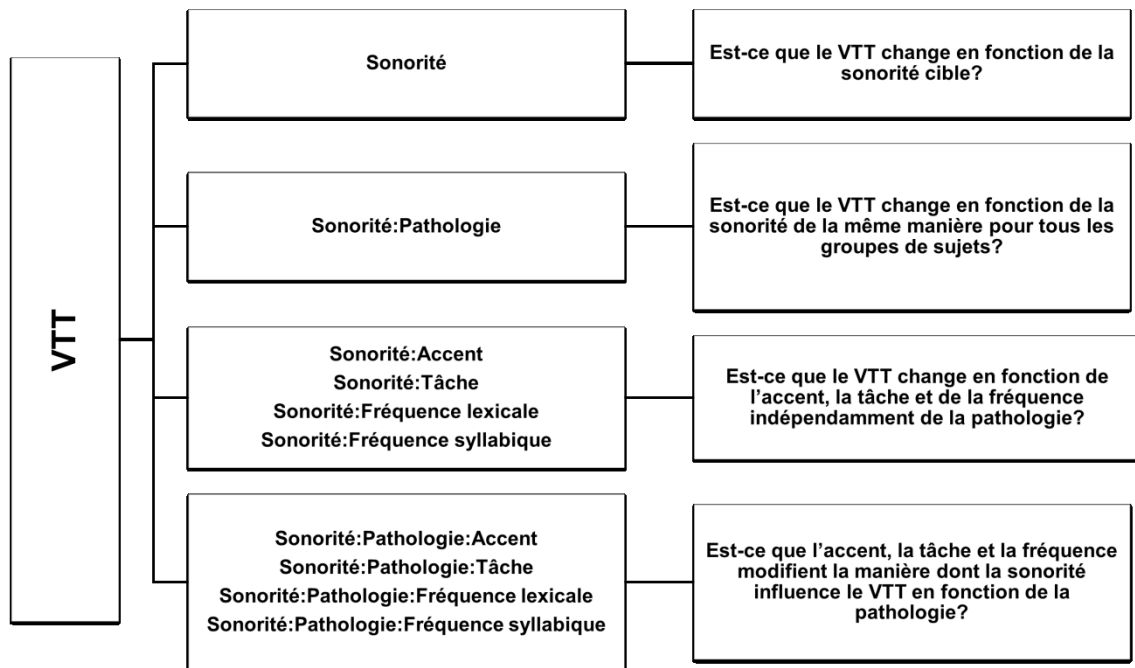 VTT
Sonorité
Est-ce que le VTT change en fonction de la
sonorité cible?
Sonorité:Pathologie
Est-ce que le VTT change en fonction de la
sonorité de la même manière pour tous les
groupes de sujets?
Sonorité:Accent
Sonorité:Tâche
Sonorité:Fréquence lexicale
Sonorité:Fréquence syllabique
Est-ce que le VTT change en fonction de
l’accent, la tâche et de la fréquence
indépendamment de la pathologie?
Sonorité:Pathologie:Accent
Sonorité:Pathologie:Tâche
Sonorité:Pathologie:Fréquence lexicale
Sonorité:Pathologie:Fréquence syllabique
Est-ce que l’accent, la tâche et la fréquence
modifient la manière dont la sonorité
influence le VTT en fonction de la
pathologie?